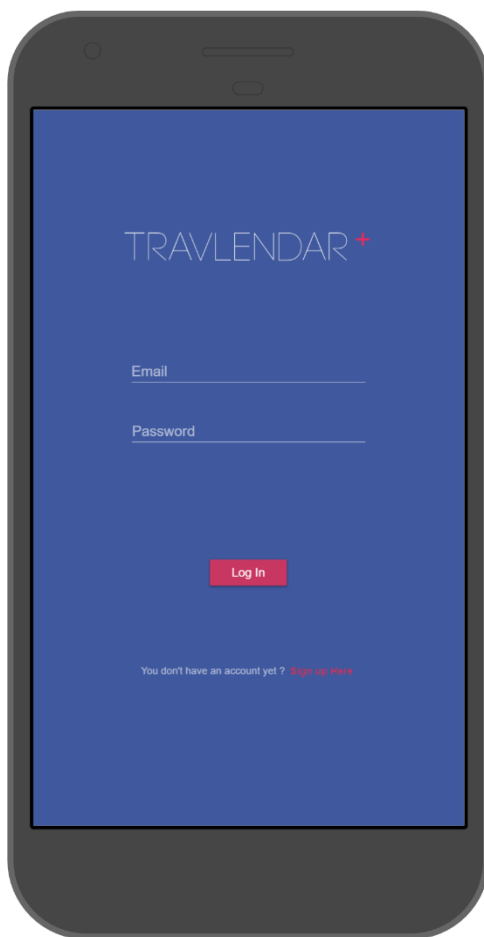 TRAVLENDAR+
Email
Password
Log In
You don't have an account yet ? Sign up Here